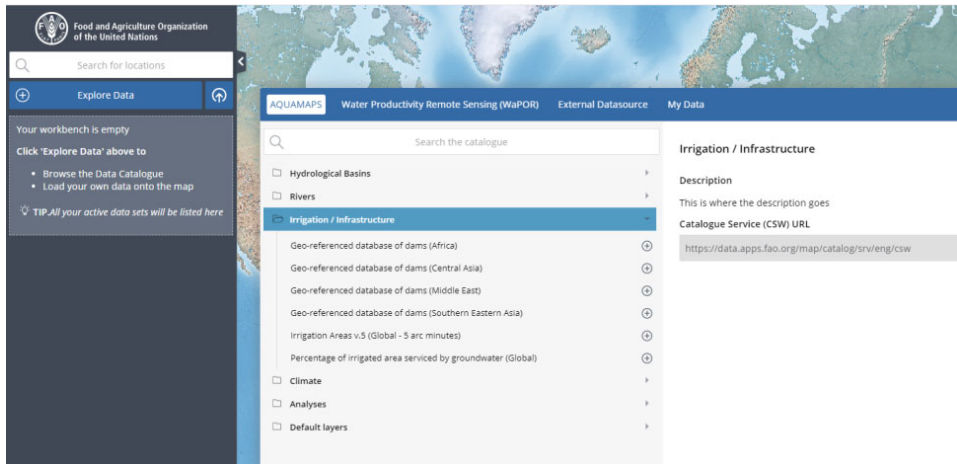 Food and Agriculture Organization
of the United Nations
Search for locations
Explore Data
Your workbench is empty
Click 'Explore Data' above to
Browse the Data Catalogue
Load your own data onto the map
TIP.All your active data sets will be listed here
AQUAMAPS
Water Productivity Remote Sensing (WaPOR)
External Datasource
My Data
Search the catalogue
Hydrological Basins
Rivers
Irrigation / Infrastructure
Geo-referenced database of dams (Africa)
Geo-referenced database of dams (Central Asia)
Geo-referenced database of dams (Middle East)
Geo-referenced database of dams (Southern Eastern Asia)
Irrigation Areas v.5 (Global - 5 arc minutes)
Percentage of irrigated area serviced by groundwater (Global)
Climate
Analyses
Default layers
Irrigation / Infrastructure
Description
This is where the description goes
Catalogue Service (CSW) URL
https://data.apps.fao.org/map/catalog/srv/eng/csw